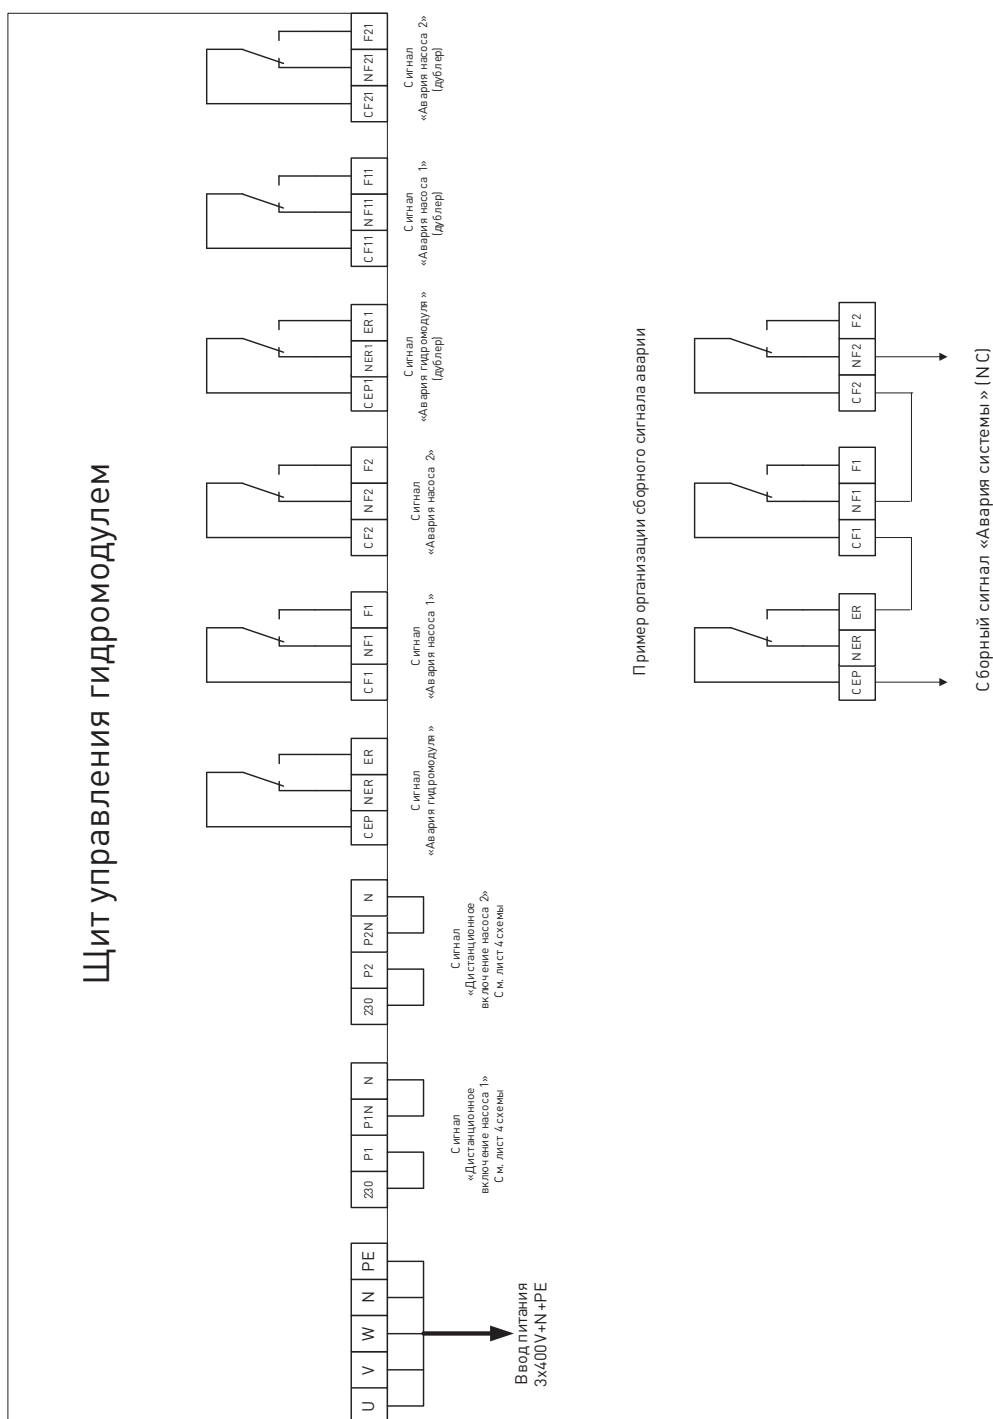 Щит управления гидромодулем
U V W N PE
Ввод питания
3x400V+N+PE
230 P1 P1N N
Сигнал
«Дистанционное
включение насоса 1»
См. лист 4 схемы
230 P2 P2N N
Сигнал
«Дистанционное
включение насоса 2»
См. лист 4 схемы
CEP NER ER
Сигнал
«Авария гидромодуля»
CF1 NF1 F1
Сигнал
«Авария насоса 1»
CF2 NF2 F2
Сигнал
«Авария насоса 2»
CEP1 NER1 ER1
Сигнал
«Авария гидромодуля»
(дублер)
CF11 NF11 F11
Сигнал
«Авария насоса 1»
(дублер)
CF21 NF21 F21
Сигнал
«Авария насоса 2»
(дублер)
Пример организации сборного сигнала аварии
CEP NER ER
CF1 NF1 F1
CF2 NF2 F2
Сборный сигнал «Авария системы» (NC)